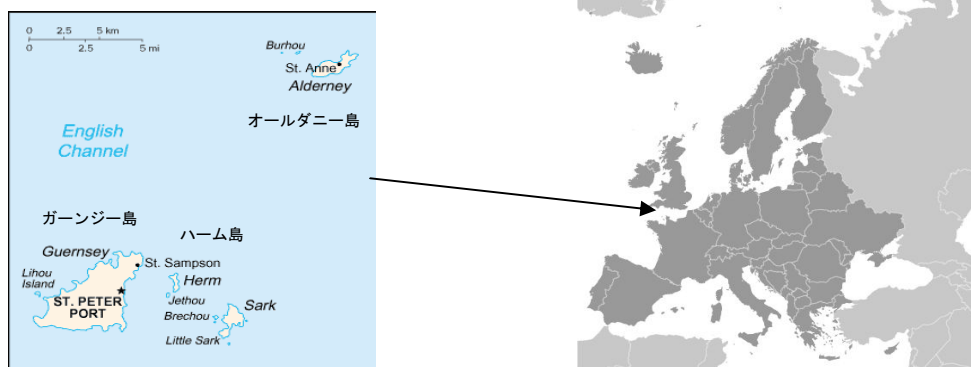 0 2.5 5 km
0 2.5 5 mi
Burhou
St. Anne
Alderney
オールダニー島
English
Channel
ガーンジー島
ハーム島
Guernsey
St. Sampson
Lihou
Island
Herm
ST. PETER
PORT
Jethou
Sark
Brechou
Little Sark